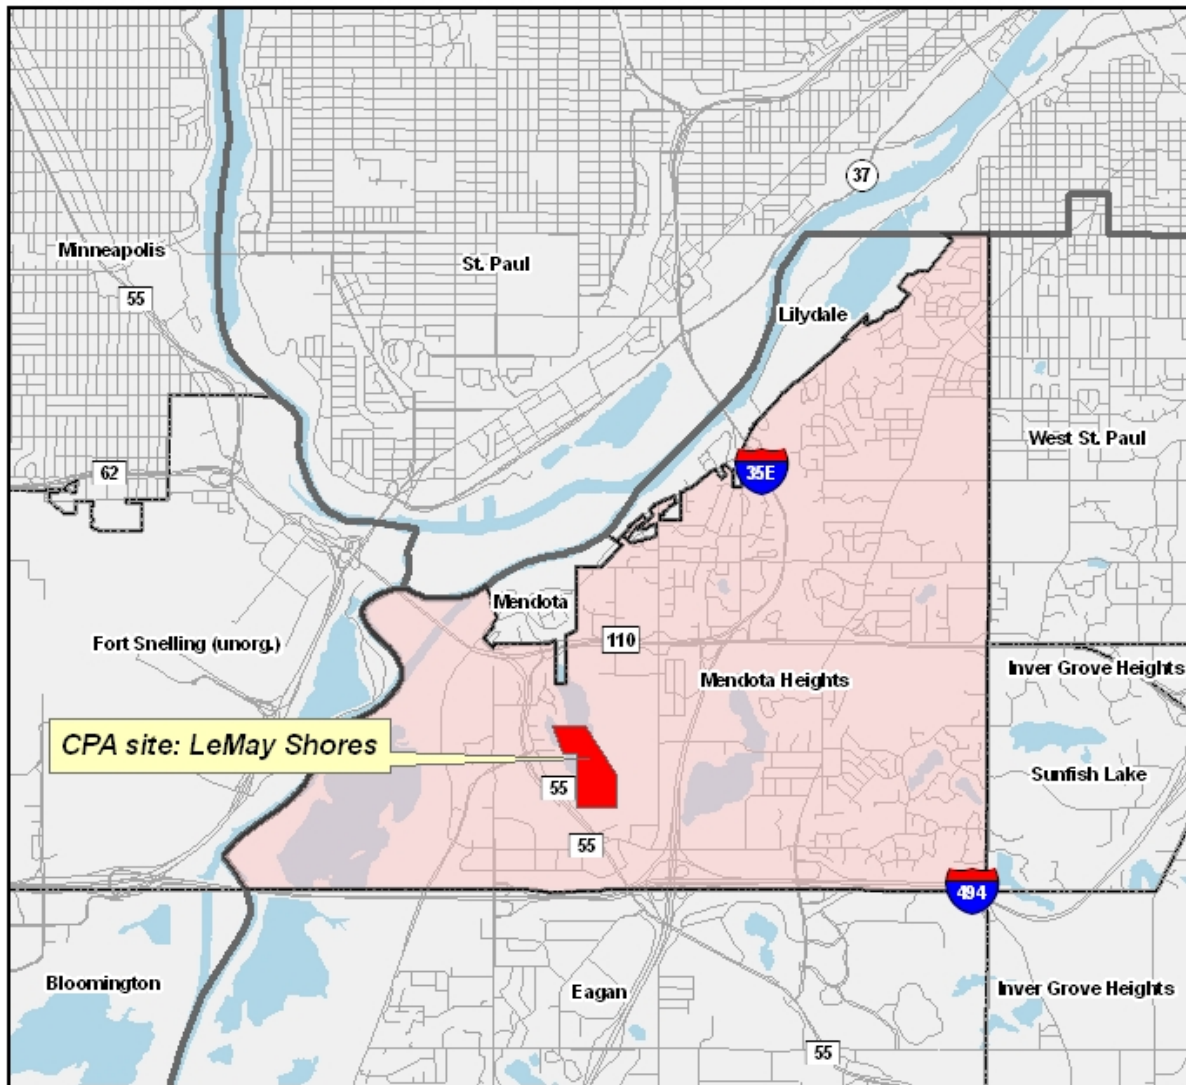 37
Minneapolis
St. Paul
55
Lilydale
West St. Paul
62
35E
Mendota
110
Fort Snelling (unorg.)
Inver Grove Heights
Mendota Heights
CPA site: LeMay Shores
Sunfish Lake
55
55
494
Bloomington
Eagan
Inver Grove Heights
55